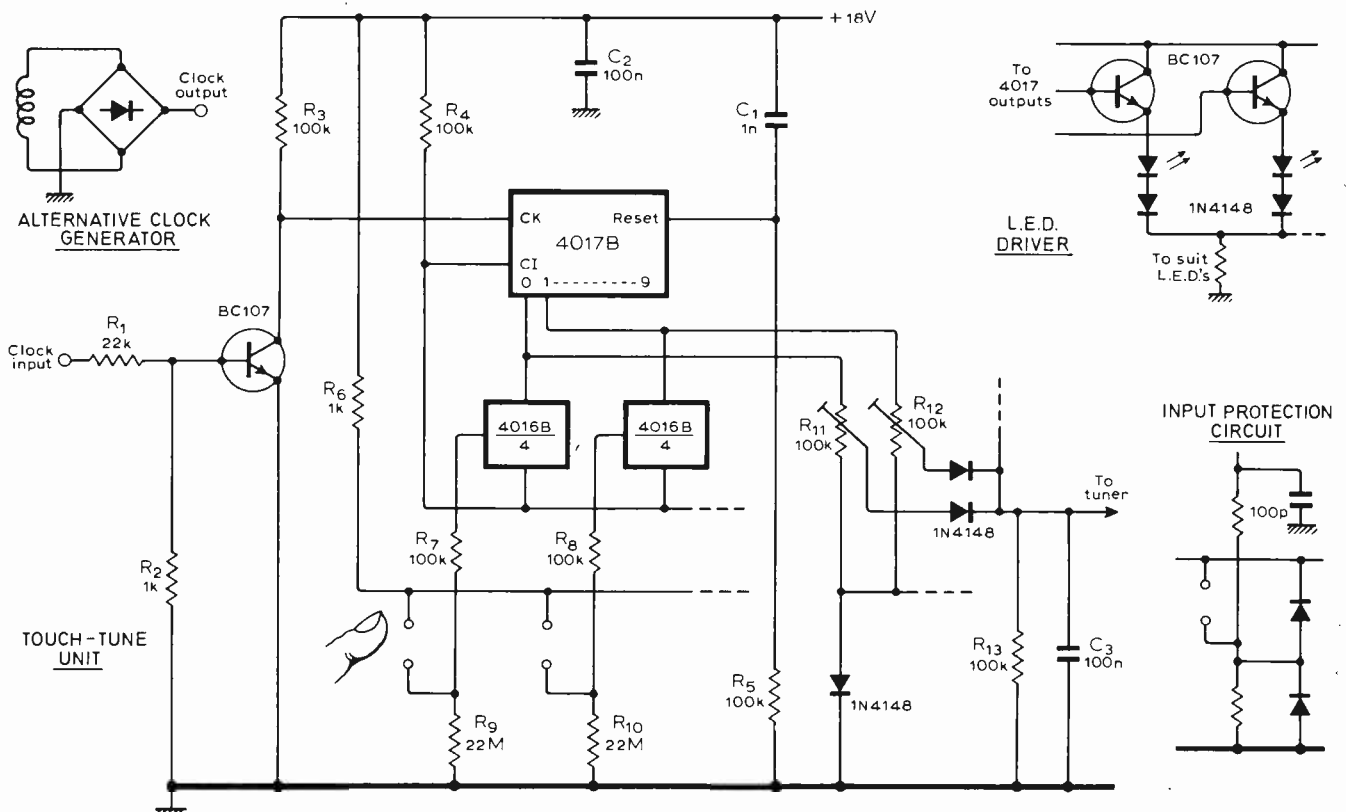 +18V
C2
100n
Clock
output
R3
100k
R4
100k
C1
1n
ALTERNATIVE CLOCK
GENERATOR
To
4017
outputs
BC107
1N4148
L.E.D.
DRIVER
To suit
L.E.D's
CK
Reset
4017B
CI
0 1---------9
BC107
R1
22k
Clock
input
R6
1k
4016B
4
4016B
4
R11
100k
R12
100k
INPUT PROTECTION
CIRCUIT
To
tuner
1N4148
100p
R7
100k
R8
100k
R2
1k
TOUCH-TUNE
UNIT
R9
22M
R10
22M
R5
100k
1N4148
R13
100k
C3
100n